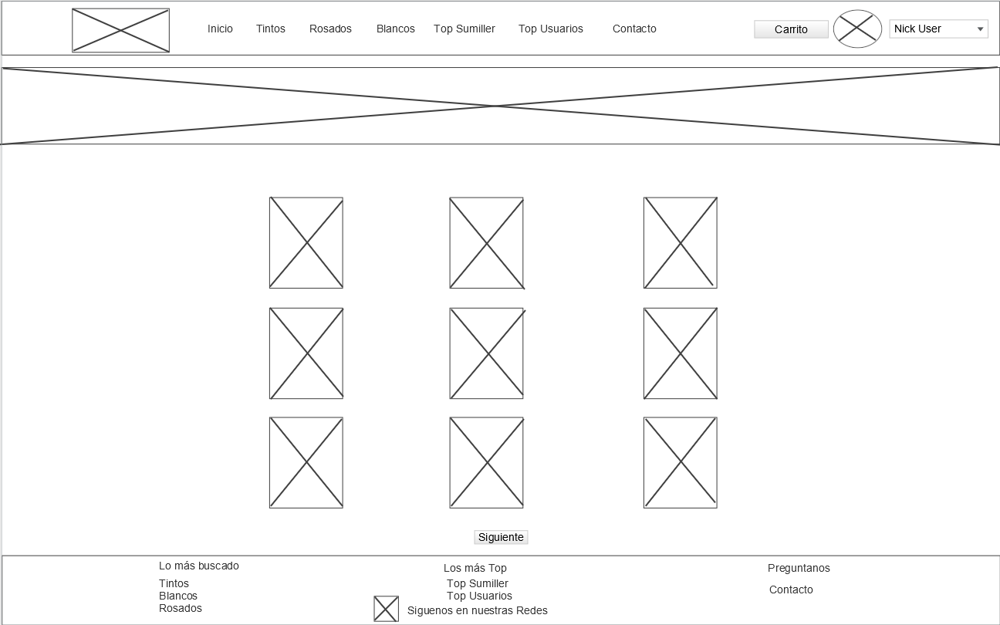 Inicio Tintos Rosados Blancos Top Sumiller Top Usuarios Contacto Carrito Nick User
Siguiente
Lo más buscado
Tintos
Blancos
Rosados
Los más Top
Top Sumiller
Top Usuarios
Siguenos en nuestras Redes
Preguntanos
Contacto